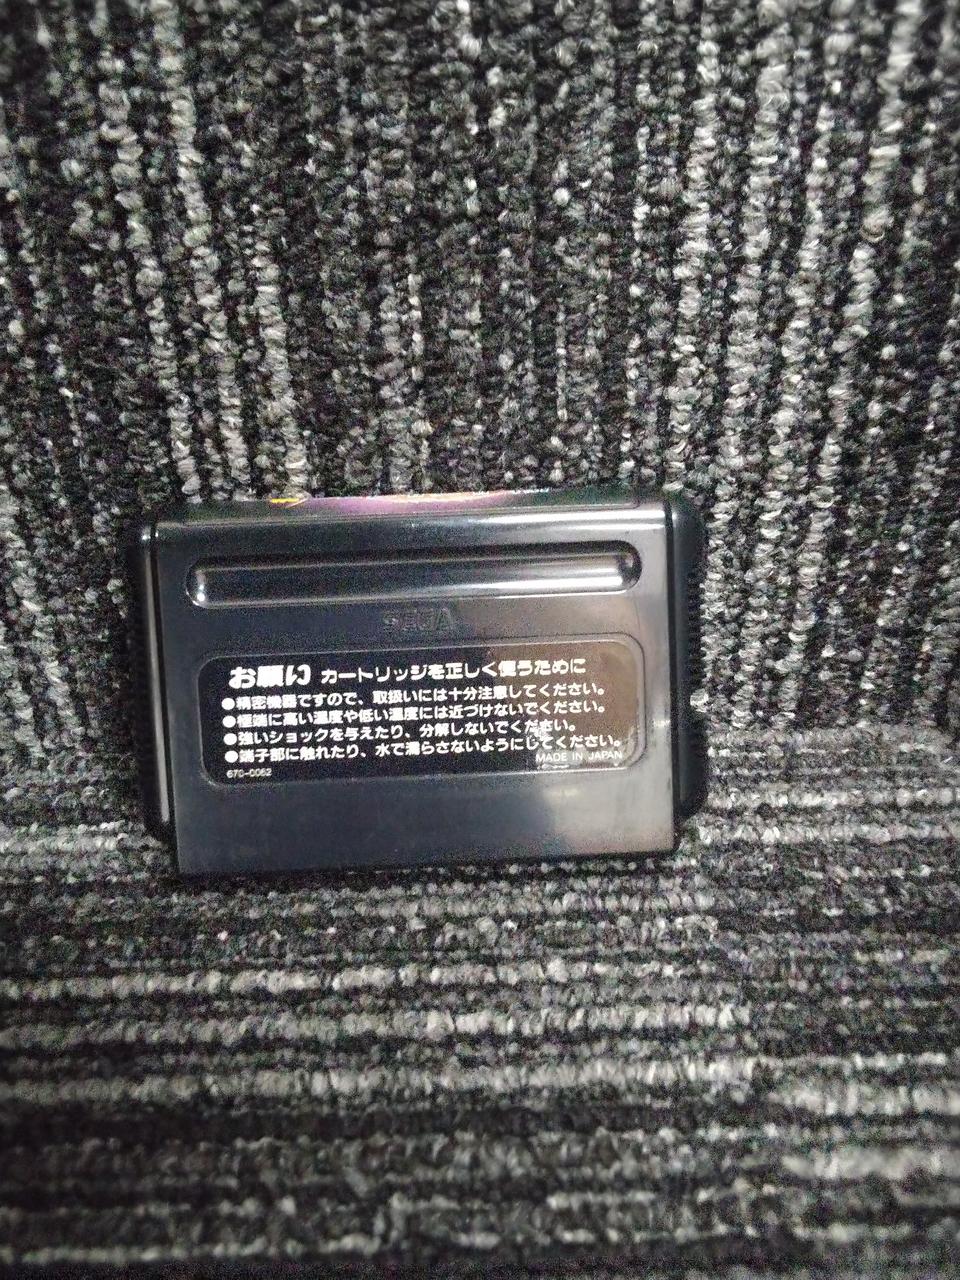 SEGA
お願い カートリッジを正しく使うために
●精密機器ですので、取扱いには十分注意してください。
●極端に高い温度や低い温度には近づけないでください。
●強いショックを与えたり、分解しないでください。
●端子部に触れたり、水で濡らさないようにしてください。
MADE IN JAPAN
670-0062